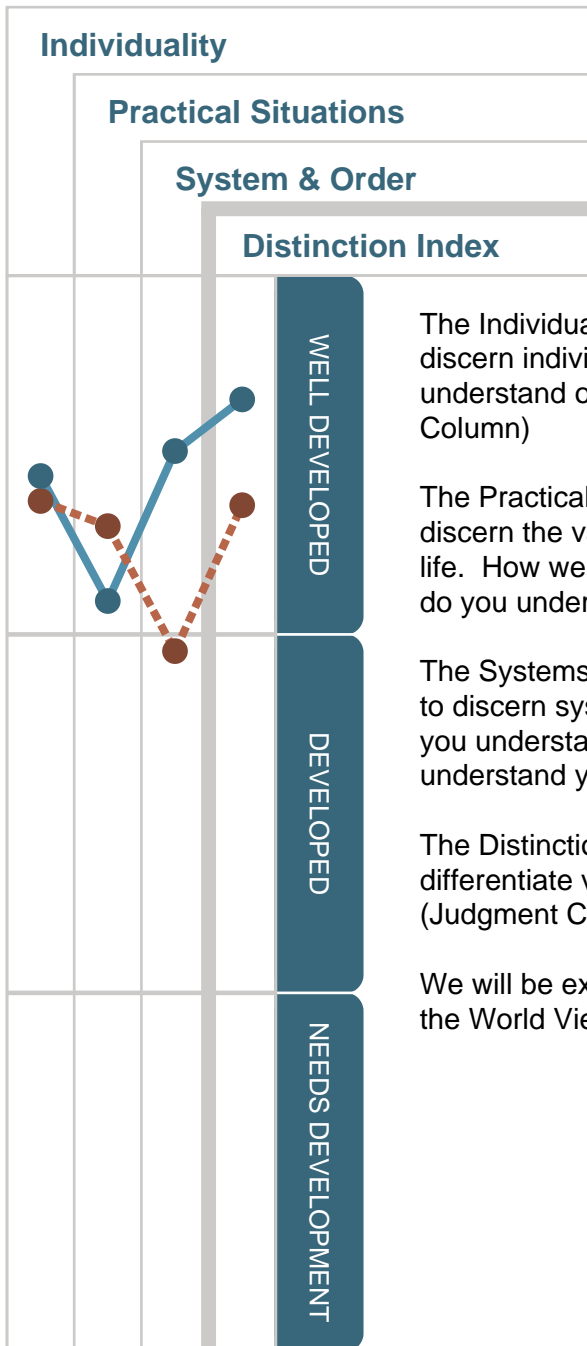 Individuality
Practical Situations
System & Order
Distinction Index
WELL DEVELOPED
DEVELOPED
NEEDS DEVELOPMENT
The Individua
discern indivi
understand o
Column)
The Practical
discern the v
life. How we
do you under
The Systems
to discern sys
you understa
understand y
The Distinctio
differentiate v
(Judgment C
We will be ex
the World Vie